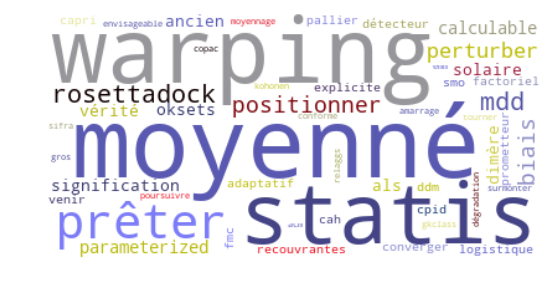 capri
envisageable
ancien
moyennage
pallier
détecteur
calculable
warping
copac
perturber
solaire
kohonen
explicite
smo
factoriel
rosettadock
positionner
mdd
vérité
oksets
conforme
amarrage
tourner
sifra
moyenné
prometteur
biais
dimère
gros
relaggs
signification
adaptatif
als
ddm
surmonter
venir
poursuivre
dégradation
prêter
statis
cah
cpid
gkclass
fmc
parameterized
recouvrantes
converger
logistique